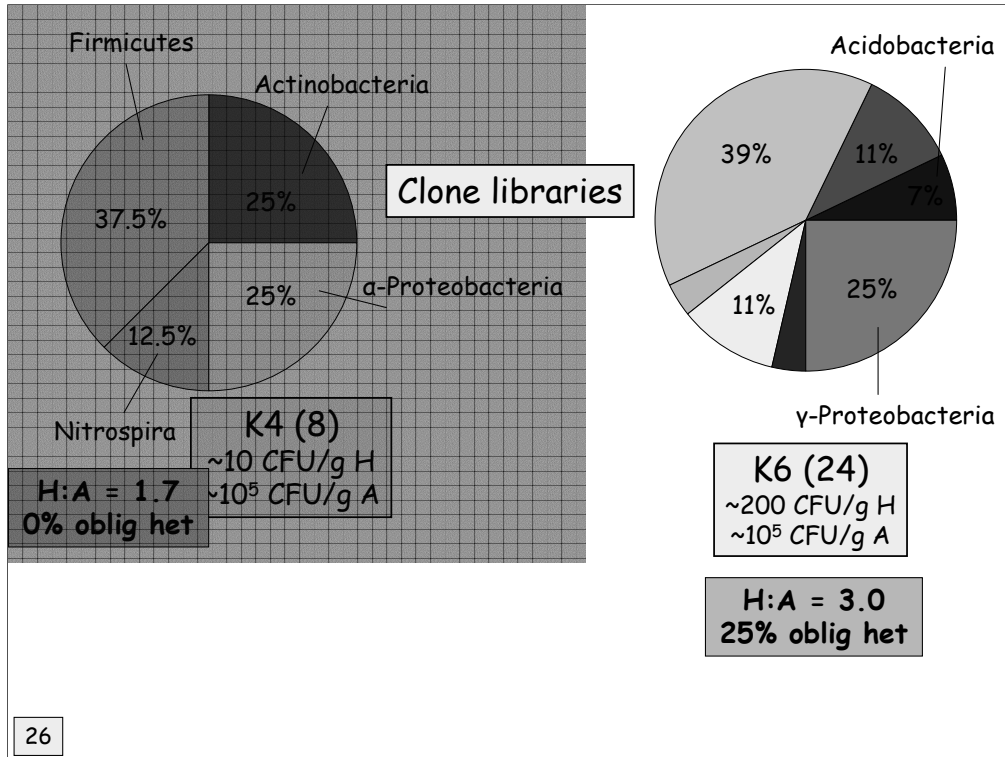 Firmicutes
Actinobacteria
37.5%
25%
α-Proteobacteria
25%
12.5%
Nitrospira
K4 (8)
~10 CFU/g H
~10⁵ CFU/g A
H:A = 1.7
0% oblig het
Clone libraries
Acidobacteria
39%
11%
7%
11%
25%
γ-Proteobacteria
K6 (24)
~200 CFU/g H
~10⁵ CFU/g A
H:A = 3.0
25% oblig het
26